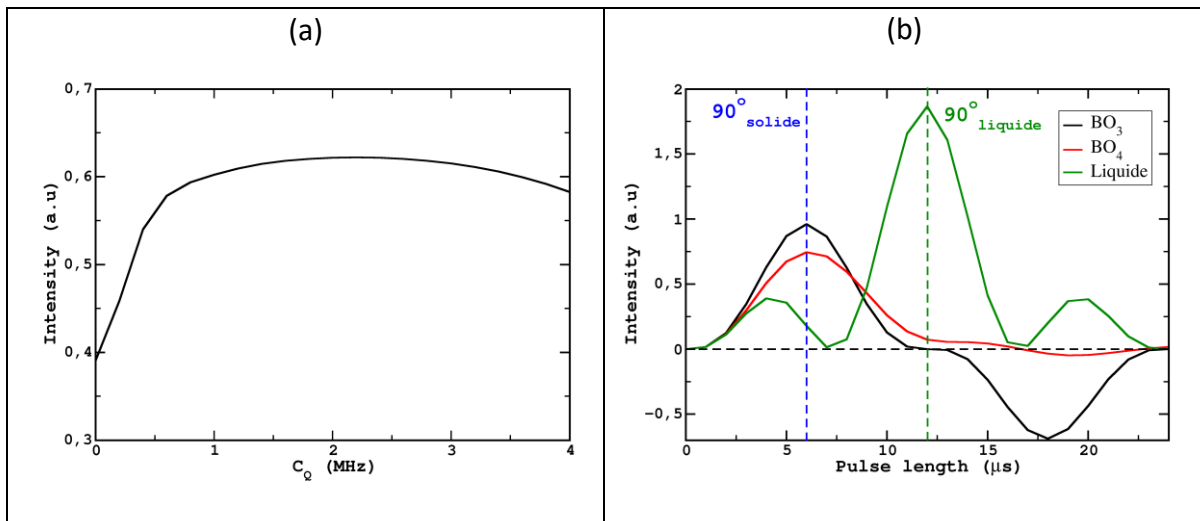 (a)
Intensity (a.u)
0,7
0,6
0,5
0,4
0,3
0 1 2 3 4
C_Q (MHz)
(b)
Intensity (a.u)
2
1,5
1
0,5
0
−0,5
90° solide
90° liquide
BO3
BO4
Liquide
0 5 10 15 20
Pulse length (μs)